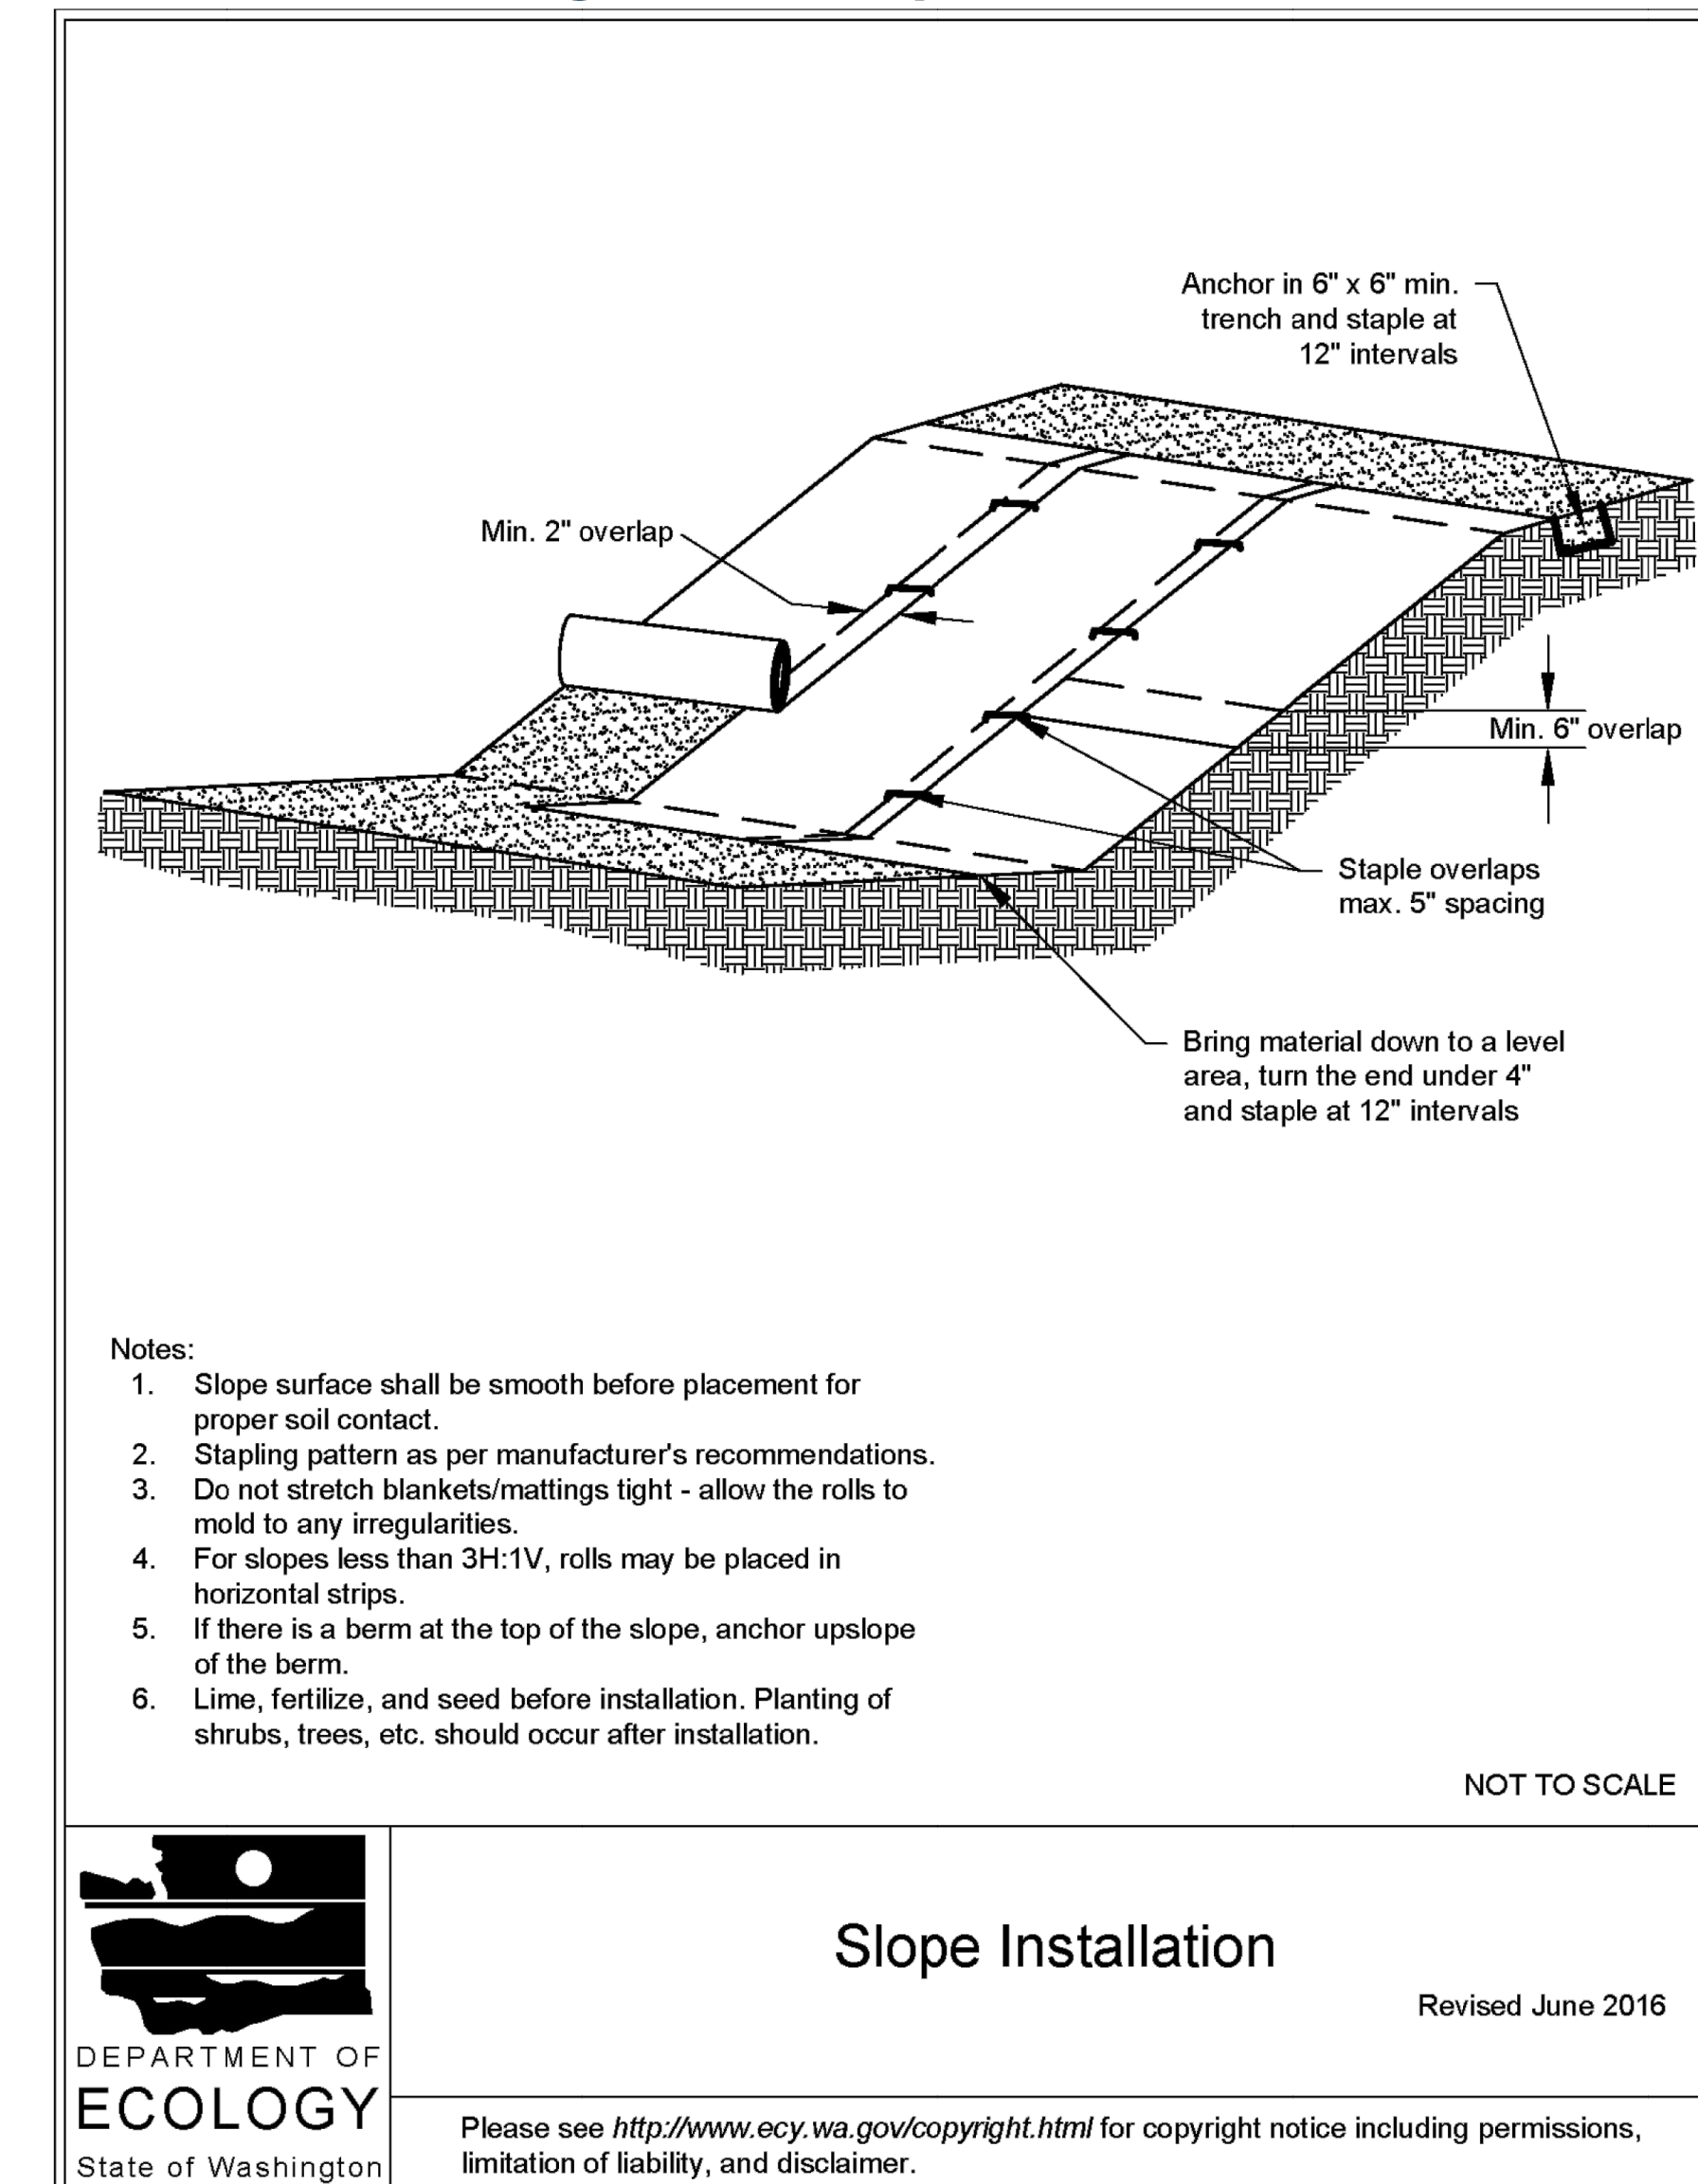 Anchor in 6" x 6" min.
trench and staple at
12" intervals
Min. 2" overlap
Min. 6" overlap
Staple overlaps
max. 5" spacing
Bring material down to a level
area, turn the end under 4"
and staple at 12" intervals
Notes:
1. Slope surface shall be smooth before placement for
proper soil contact.
2. Stapling pattern as per manufacturer's recommendations.
3. Do not stretch blankets/mattings tight - allow the rolls to
mold to any irregularities.
4. For slopes less than 3H:1V, rolls may be placed in
horizontal strips.
5. If there is a berm at the top of the slope, anchor upslope
of the berm.
6. Lime, fertilize, and seed before installation. Planting of
shrubs, trees, etc. should occur after installation.
NOT TO SCALE
DEPARTMENT OF
ECOLOGY
State of Washington
Slope Installation
Revised June 2016
Please see http://www.ecy.wa.gov/copyright.html for copyright notice including permissions,
limitation of liability, and disclaimer.